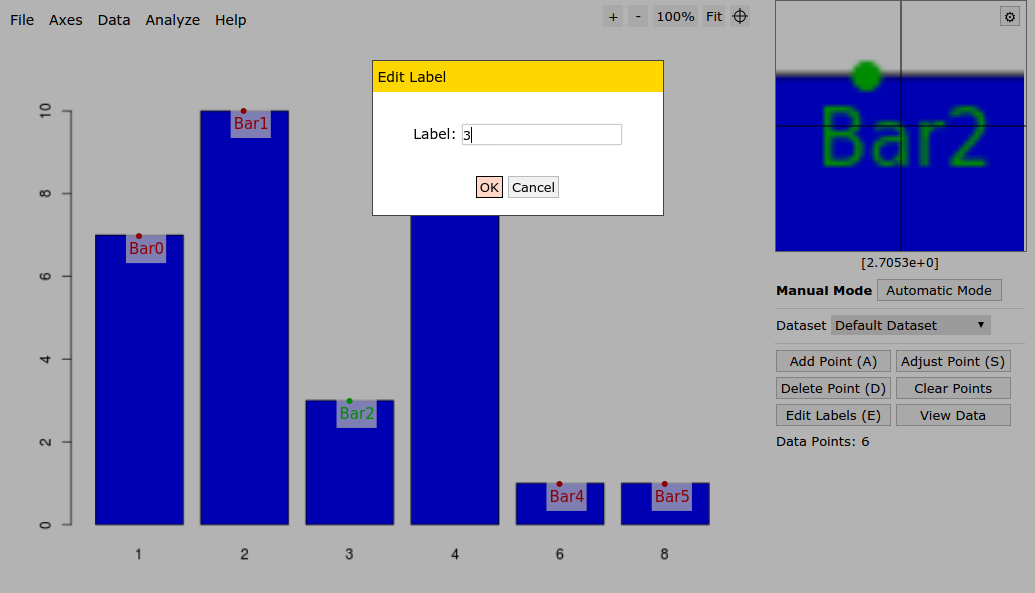 File Axes Data Analyze Help
+ - 100% Fit
⚙
Edit Label
Label: 3
OK Cancel
10
8
6
4
2
0
Bar0
Bar1
Bar2
Bar4
Bar5
1 2 3 4 6 8
Bar2
[2.7053e+0]
Manual Mode Automatic Mode
Dataset Default Dataset ▼
Add Point (A) Adjust Point (S)
Delete Point (D) Clear Points
Edit Labels (E) View Data
Data Points: 6